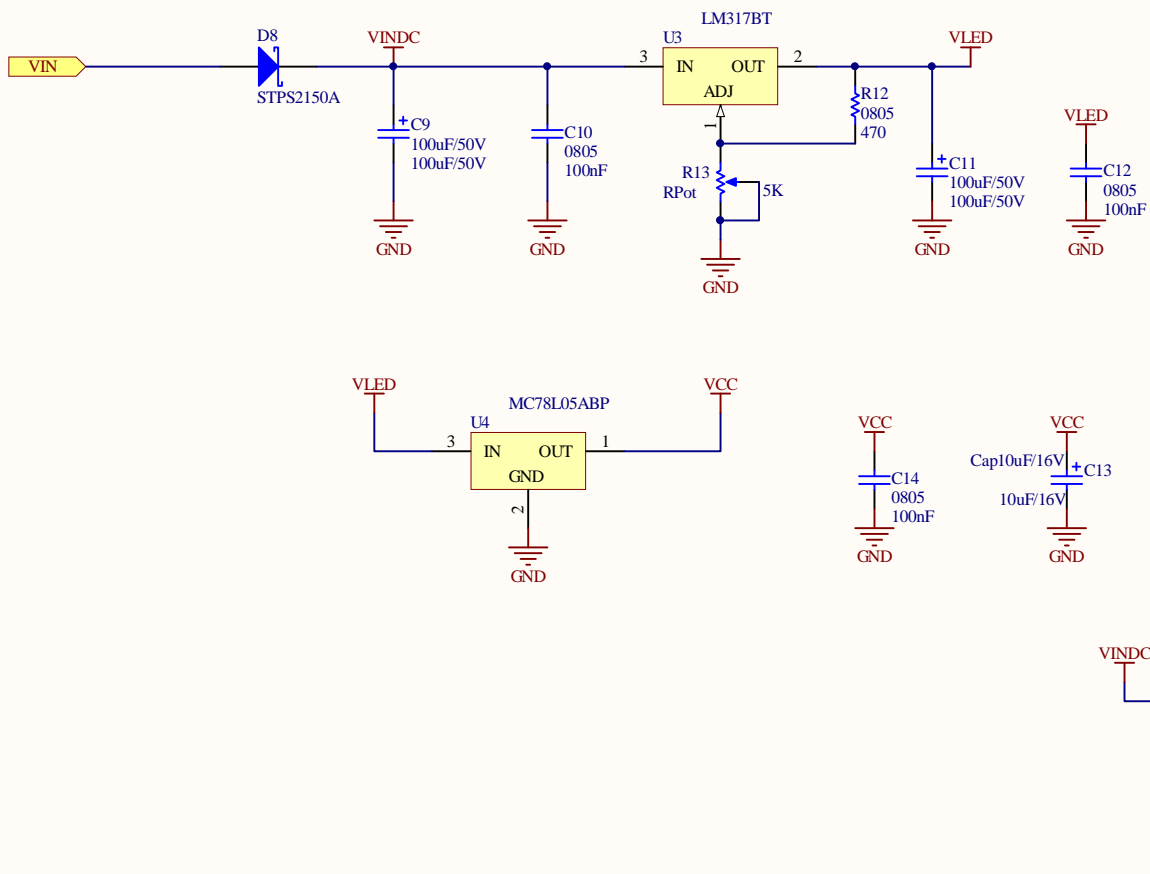 LM317BT
D8
VINDC
U3
VLED
VIN
3
IN
OUT
2
STPS2150A
ADJ
R12
0805
470
1
C9
100uF/50V
100uF/50V
C10
0805
100nF
VLED
R13
RPot
5K
C11
100uF/50V
100uF/50V
C12
0805
100nF
GND
GND
GND
GND
GND
VLED
MC78L05ABP
VCC
U4
3
IN
OUT
1
GND
2
GND
VCC
VCC
C14
0805
100nF
Cap10uF/16V
C13
10uF/16V
GND
GND
VINDC